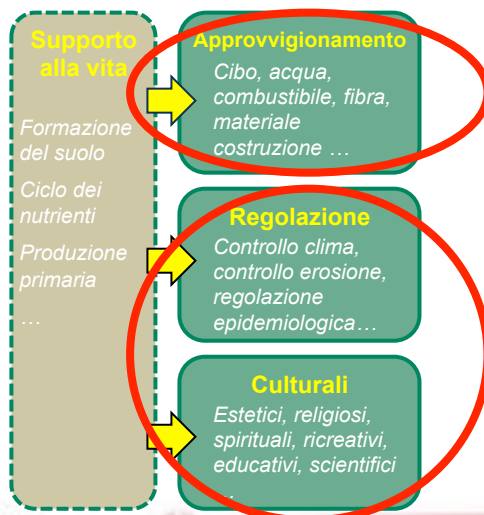 Supporto
alla vita
Formazione
del suolo
Ciclo dei
nutrienti
Produzione
primaria
…
Approvvigionamento
Cibo, acqua,
combustibile, fibra,
materiale
costruzione …
Regolazione
Controllo clima,
controllo erosione,
regolazione
epidemiologica…
Culturali
Estetici, religiosi,
spirituali, ricreativi,
educativi, scientifici
…